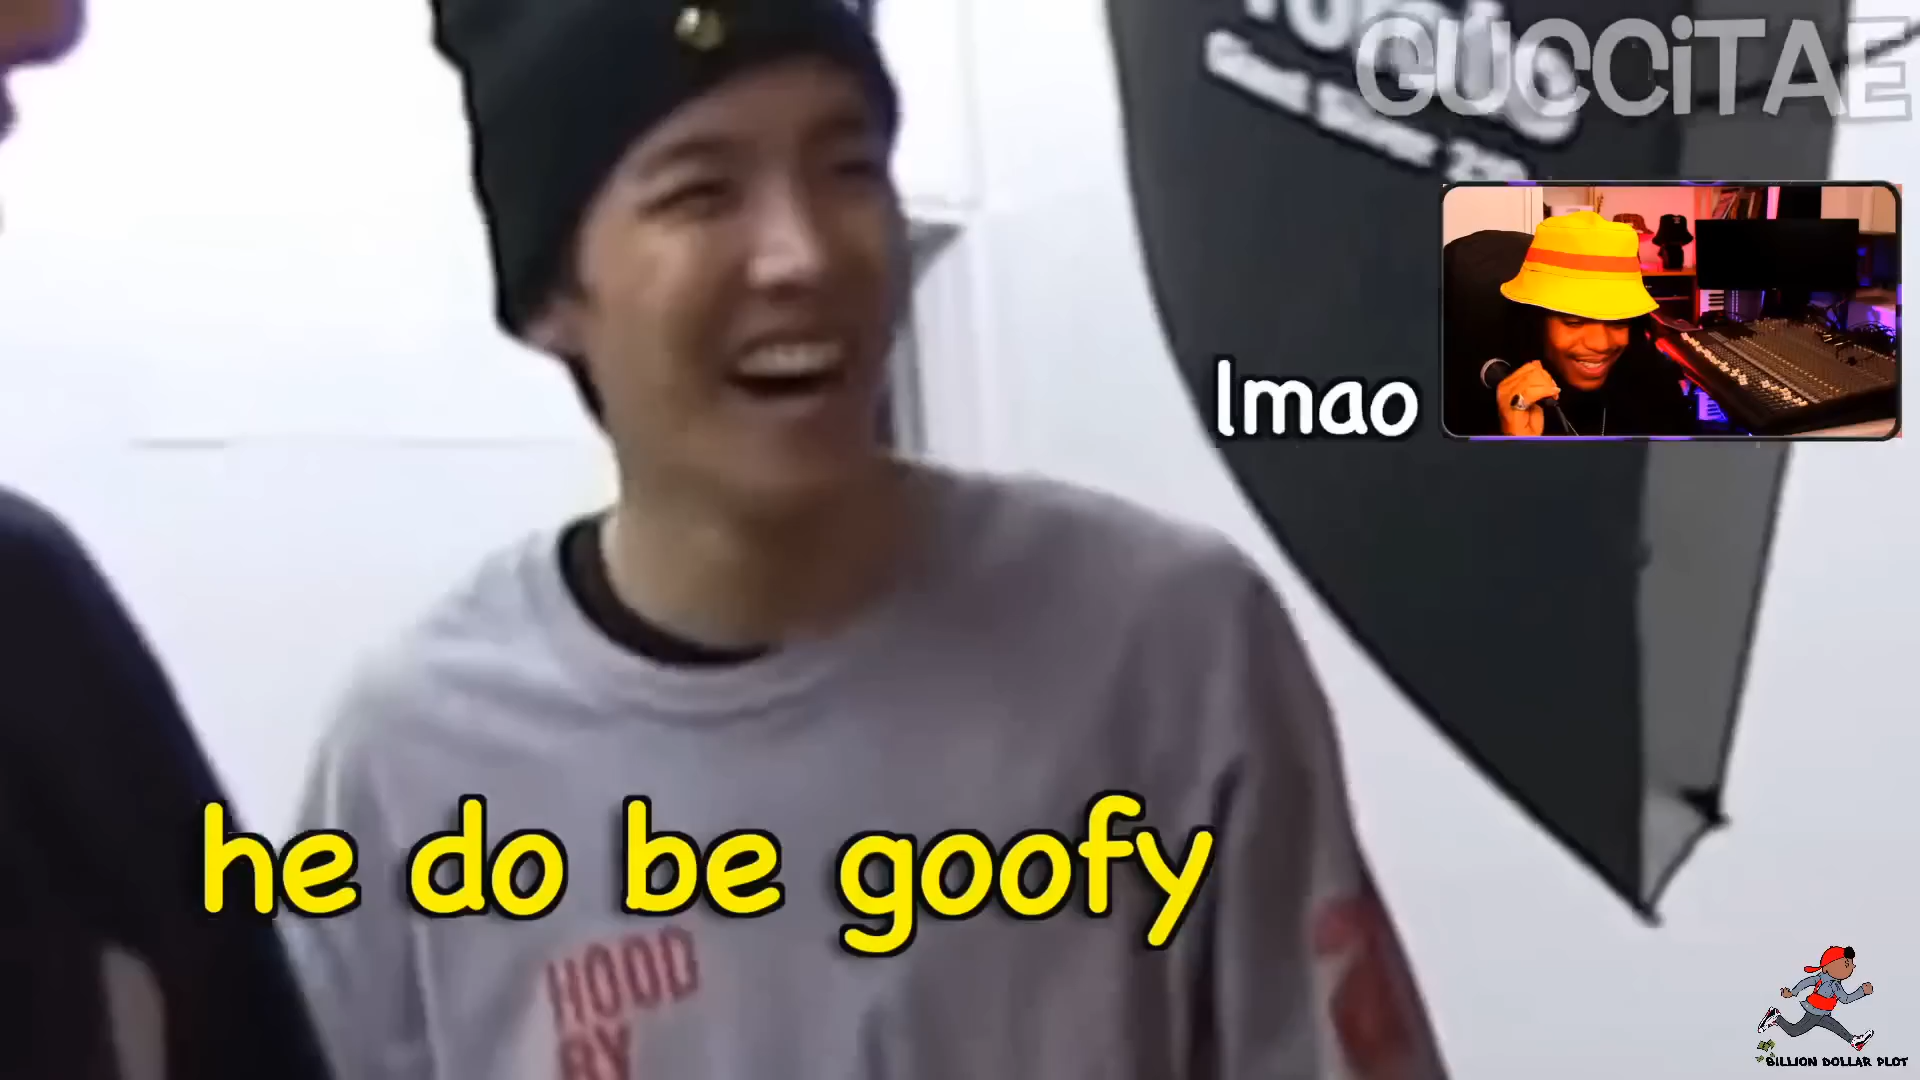 GUCCiTAE
lmao
he do be goofy
HOOD
BY
BILLION DOLLAR PLOT